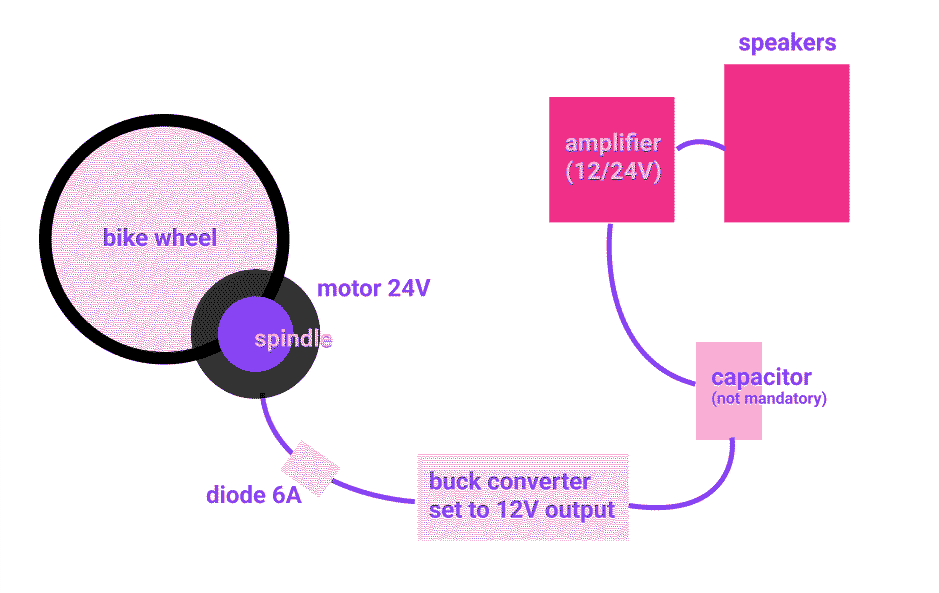 speakers
amplifier
(12/24V)
bike wheel
motor 24V
spindle
capacitor
(not mandatory)
diode 6A
buck converter
set to 12V output